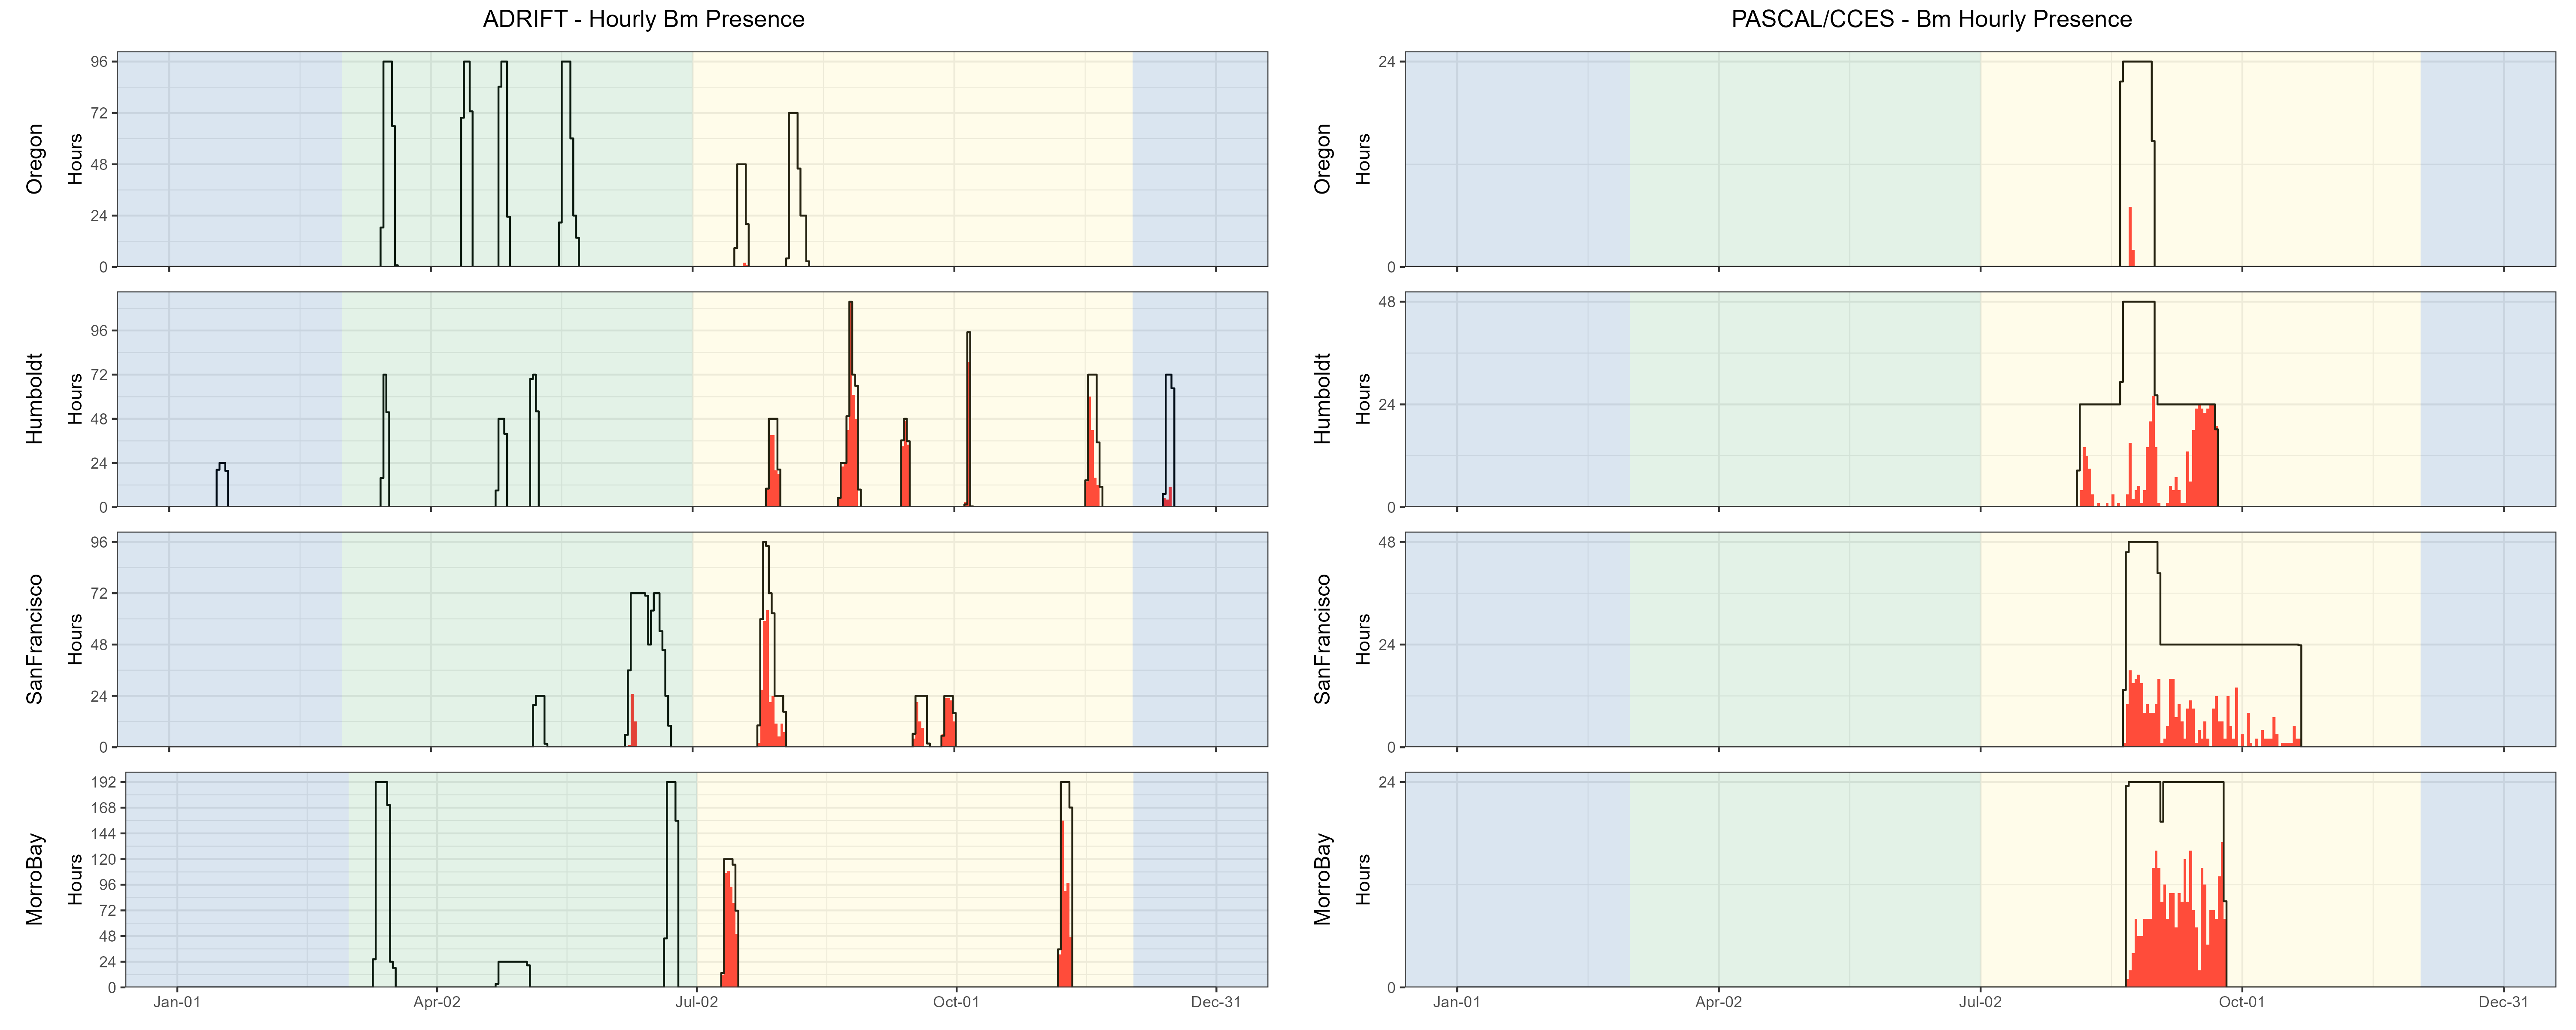 ADRIFT - Hourly Bm Presence
Oregon
Hours
96
72
48
24
0
Humboldt
Hours
96
72
48
24
0
SanFrancisco
Hours
96
72
48
24
0
MorroBay
Hours
192
168
144
120
96
72
48
24
0
Jan-01
Apr-02
Jul-02
Oct-01
Dec-31
PASCAL/CCES - Bm Hourly Presence
Oregon
Hours
24
0
Humboldt
Hours
48
24
0
SanFrancisco
Hours
48
24
0
MorroBay
Hours
24
0
Jan-01
Apr-02
Jul-02
Oct-01
Dec-31